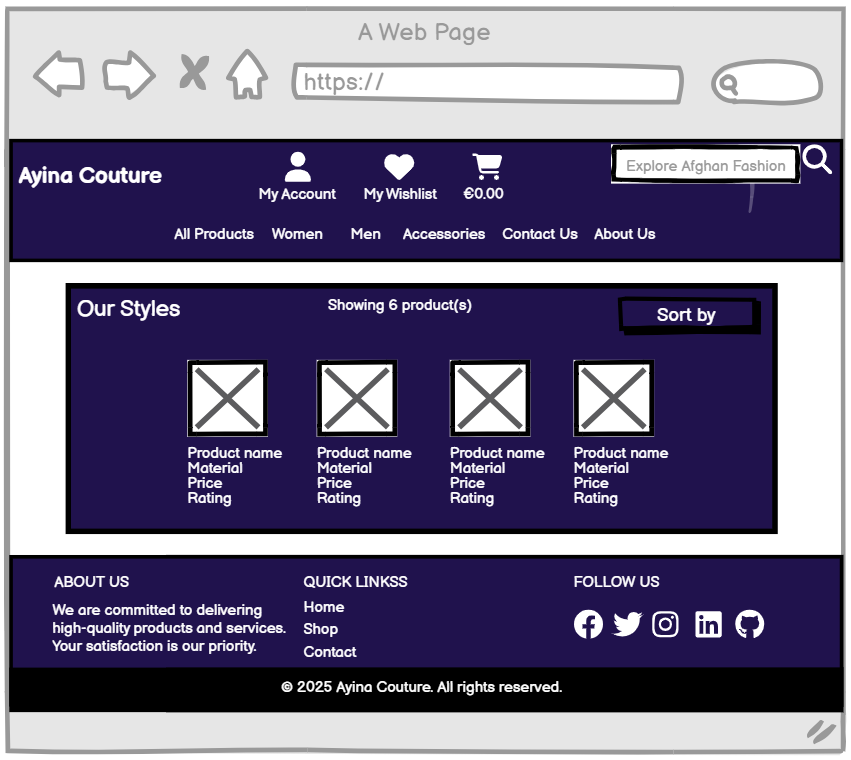 A Web Page
https://
Explore Afghan Fashion
Ayina Couture
My Account My Wishlist €0.00
All Products Women Men Accessories Contact Us About Us
Our Styles Showing 6 product(s) Sort by
Product name Product name Product name Product name
Material Material Material Material
Price Price Price Price
Rating Rating Rating Rating
ABOUT US
We are committed to delivering
high-quality products and services.
Your satisfaction is our priority.
QUICK LINKSS
Home
Shop
Contact
FOLLOW US
© 2025 Ayina Couture. All rights reserved.